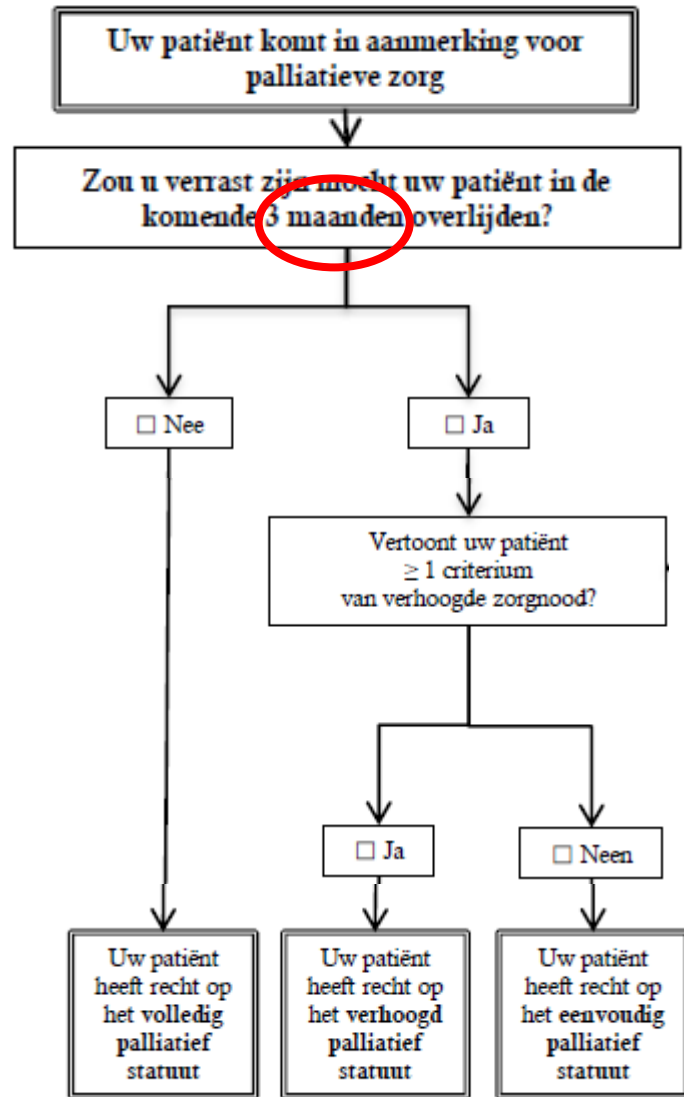 Uw patiënt komt in aanmerking voor
palliatieve zorg
Zou u verrast zijn mocht uw patiënt in de
komende 3 maanden overlijden?
□ Nee
□ Ja
Vertoont uw patiënt
≥ 1 criterium
van verhoogde zorgnood?
□ Ja
□ Neen
Uw patiënt
heeft recht op
het volledig
palliatief
statuut
Uw patiënt
heeft recht op
het verhoogd
palliatief
statuut
Uw patiënt
heeft recht op
het eenvoudig
palliatief
statuut